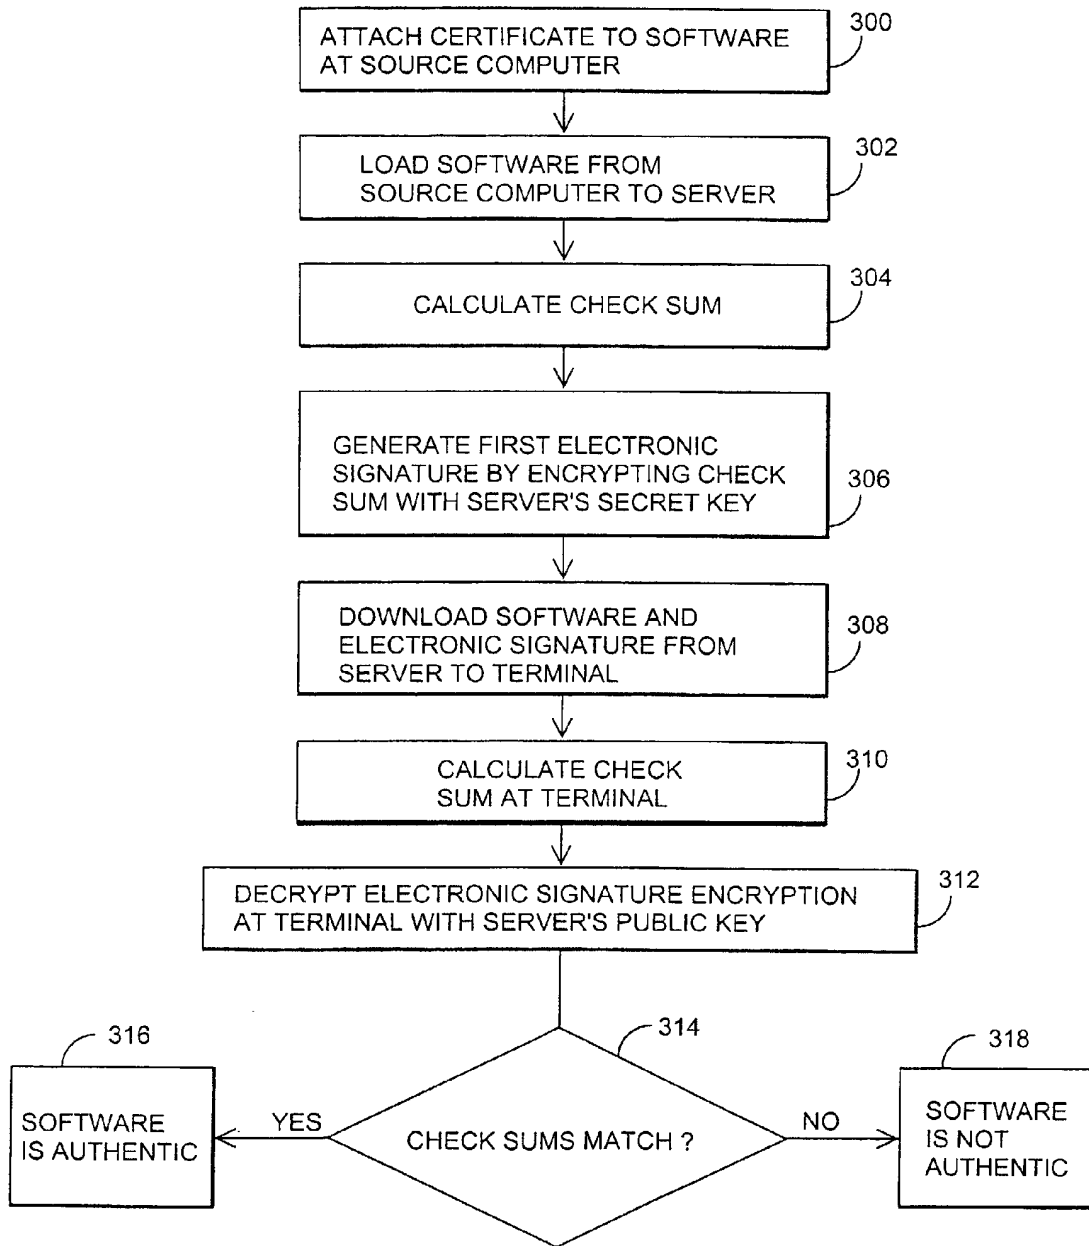 ATTACH CERTIFICATE TO SOFTWARE
AT SOURCE COMPUTER
300
LOAD SOFTWARE FROM
SOURCE COMPUTER TO SERVER
302
CALCULATE CHECK SUM
304
GENERATE FIRST ELECTRONIC
SIGNATURE BY ENCRYPTING CHECK
SUM WITH SERVER'S SECRET KEY
306
DOWNLOAD SOFTWARE AND
ELECTRONIC SIGNATURE FROM
SERVER TO TERMINAL
308
CALCULATE CHECK
SUM AT TERMINAL
310
DECRYPT ELECTRONIC SIGNATURE ENCRYPTION
AT TERMINAL WITH SERVER'S PUBLIC KEY
312
316
SOFTWARE
IS AUTHENTIC
YES
314
CHECK SUMS MATCH ?
NO
318
SOFTWARE
IS NOT
AUTHENTIC